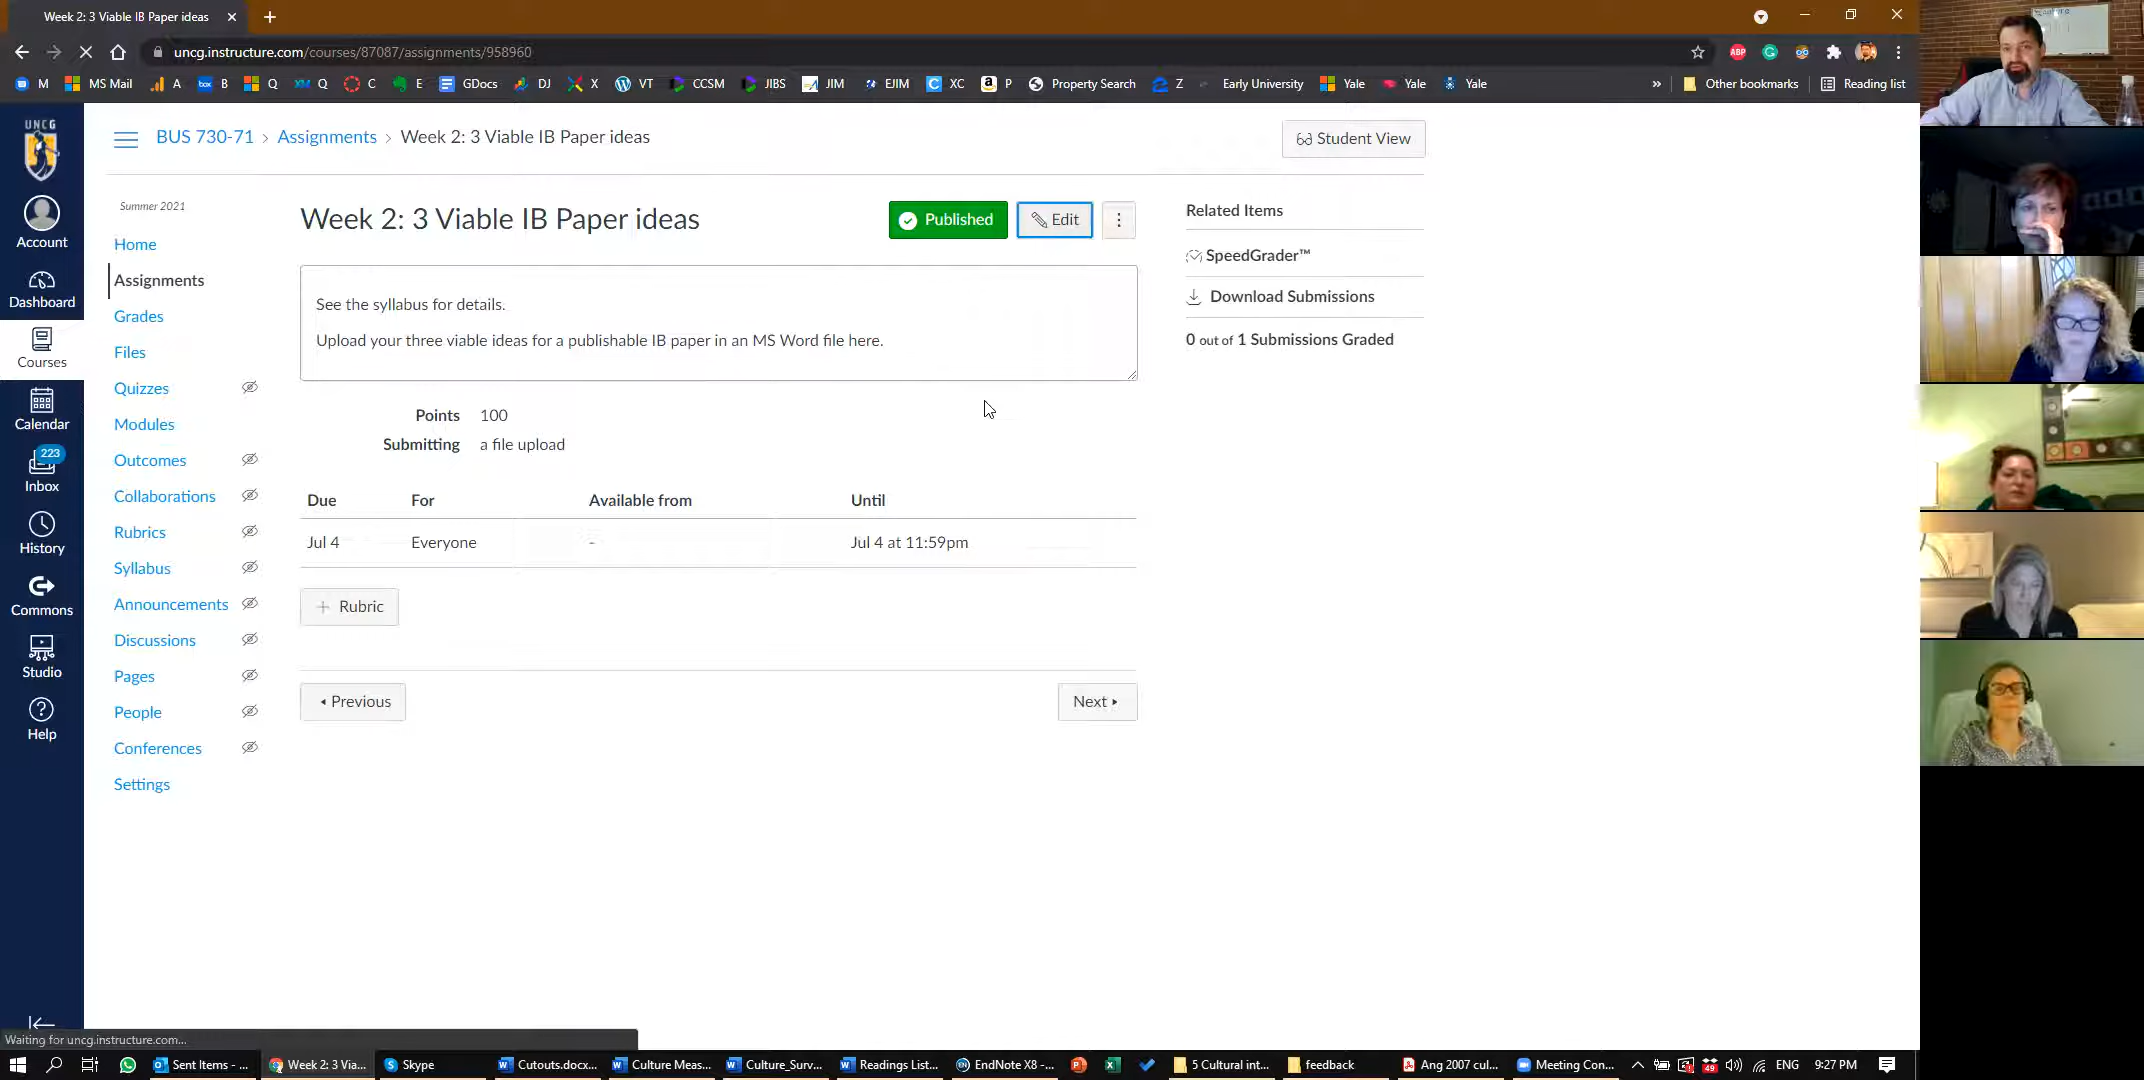 Week 2: 3 Viable IB Paper ideas
uncg.instructure.com/courses/87087/assignments/958960
ABP
M MS Mail A B Q Q C E GDocs DJ X VT CCSM JIBS JIM EJIM XC P Property Search Z Early University Yale Yale Yale » Other bookmarks Reading list
UNCG
Account
Dashboard
Courses
Calendar
223
Inbox
History
Commons
Studio
Help
BUS 730-71 › Assignments › Week 2: 3 Viable IB Paper ideas
Student View
Summer 2021
Home
Assignments
Grades
Files
Quizzes
Modules
Outcomes
Collaborations
Rubrics
Syllabus
Announcements
Discussions
Pages
People
Conferences
Settings
Week 2: 3 Viable IB Paper ideas
Published
Edit
See the syllabus for details.
Upload your three viable ideas for a publishable IB paper in an MS Word file here.
Points 100
Submitting a file upload
Due For Available from Until
Jul 4 Everyone - Jul 4 at 11:59pm
+ Rubric
Previous
Next
Related Items
SpeedGrader™
Download Submissions
0 out of 1 Submissions Graded
Waiting for uncg.instructure.com...
Sent Items - ... Week 2: 3 Via... Skype Cutouts.docx... Culture Meas... Culture_Surv... Readings List... EndNote X8 -... 5 Cultural int... feedback Ang 2007 cul... Meeting Con... 49 ENG 9:27 PM